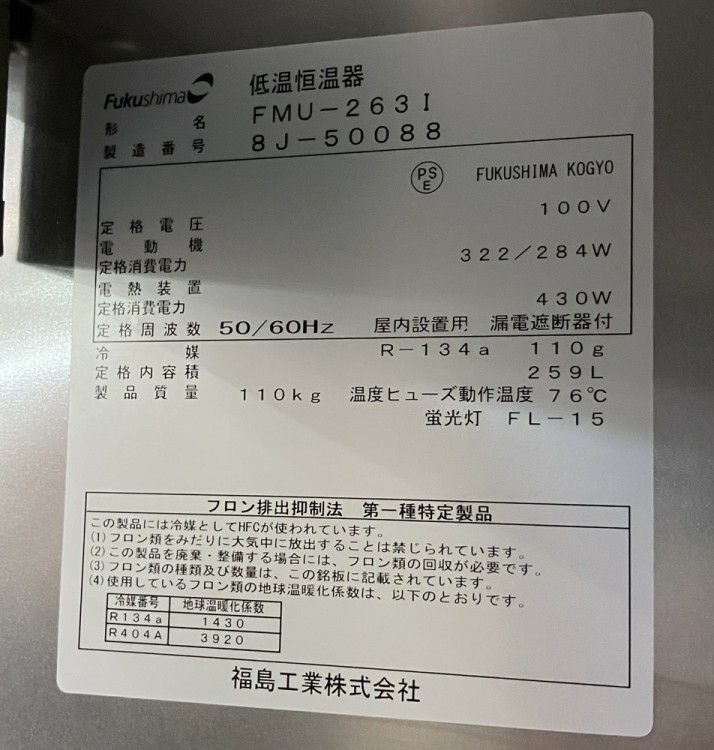 Fukushima 低温恒温器
形名 FMU-263I
製造番号 8J-50088
PSE FUKUSHIMA KOGYO
定格電圧 100V
電動機
定格消費電力 322/284W
電熱装置
定格消費電力 430W
定格周波数 50/60Hz 屋内設置用 漏電遮断器付
冷媒 R-134a 110g
定格内容積 259L
製品質量 110kg 温度ヒューズ動作温度 76℃
蛍光灯 FL-15
フロン排出抑制法 第一種特定製品
この製品には冷媒としてHFCが使われています。
(1)フロン類をみだりに大気中に放出することは禁じられています。
(2)この製品を廃棄・整備する場合には、フロン類の回収が必要です。
(3)フロン類の種類及び数量は、この銘板に記載されています。
(4)使用しているフロン類の地球温暖化係数は、以下のとおりです。
冷媒番号 地球温暖化係数
R134a 1430
R404A 3920
福島工業株式会社